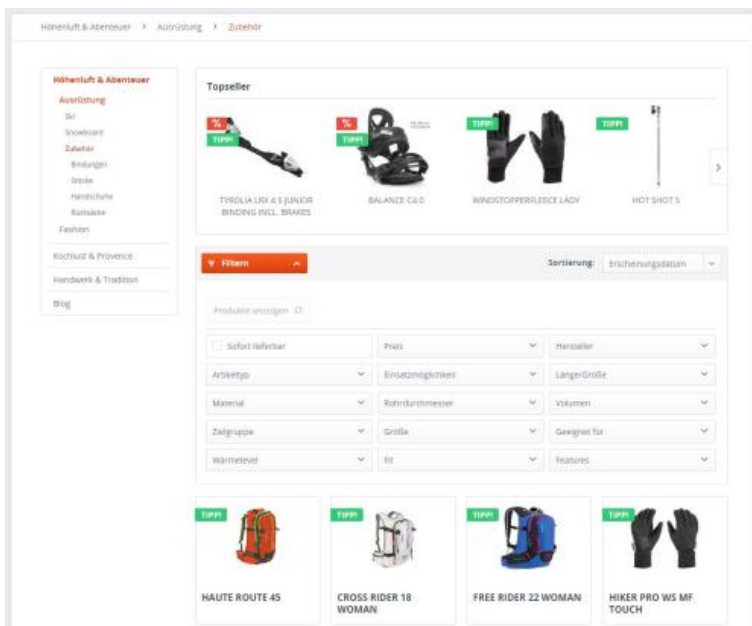 Höhenluft & Abenteuer > Ausrüstung > Zubehör
Höhenluft & Abenteuer
Ausrüstung
Ski
Snowboard
Zubehör
Bindungen
Stöcke
Handschuhe
Rucksäcke
Fashion
Kochlust & Provence
Handwerk & Tradition
Blog
Topseller
% % TIPP! TIPP!
TIPP! TIPP!
TYROLIA LRX 4.5 JUNIOR BINDING INCL. BRAKES
BALANCE C4.0
WINDSTOPPERFLEECE LADY
HOT SHOT S
Filtern
Sortierung: Erscheinungsdatum
Produkte anzeigen
Sofort lieferbar Preis Hersteller
Artikeltyp Einsatzmöglichkeit Länge/Größe
Material Rohrdurchmesser Volumen
Zielgruppe Größe Geeignet für
Wärmelevel Fit Features
TIPP! TIPP! TIPP! TIPP!
HAUTE ROUTE 45
CROSS RIDER 18
WOMAN
FREE RIDER 22 WOMAN
HIKER PRO WS MF
TOUCH